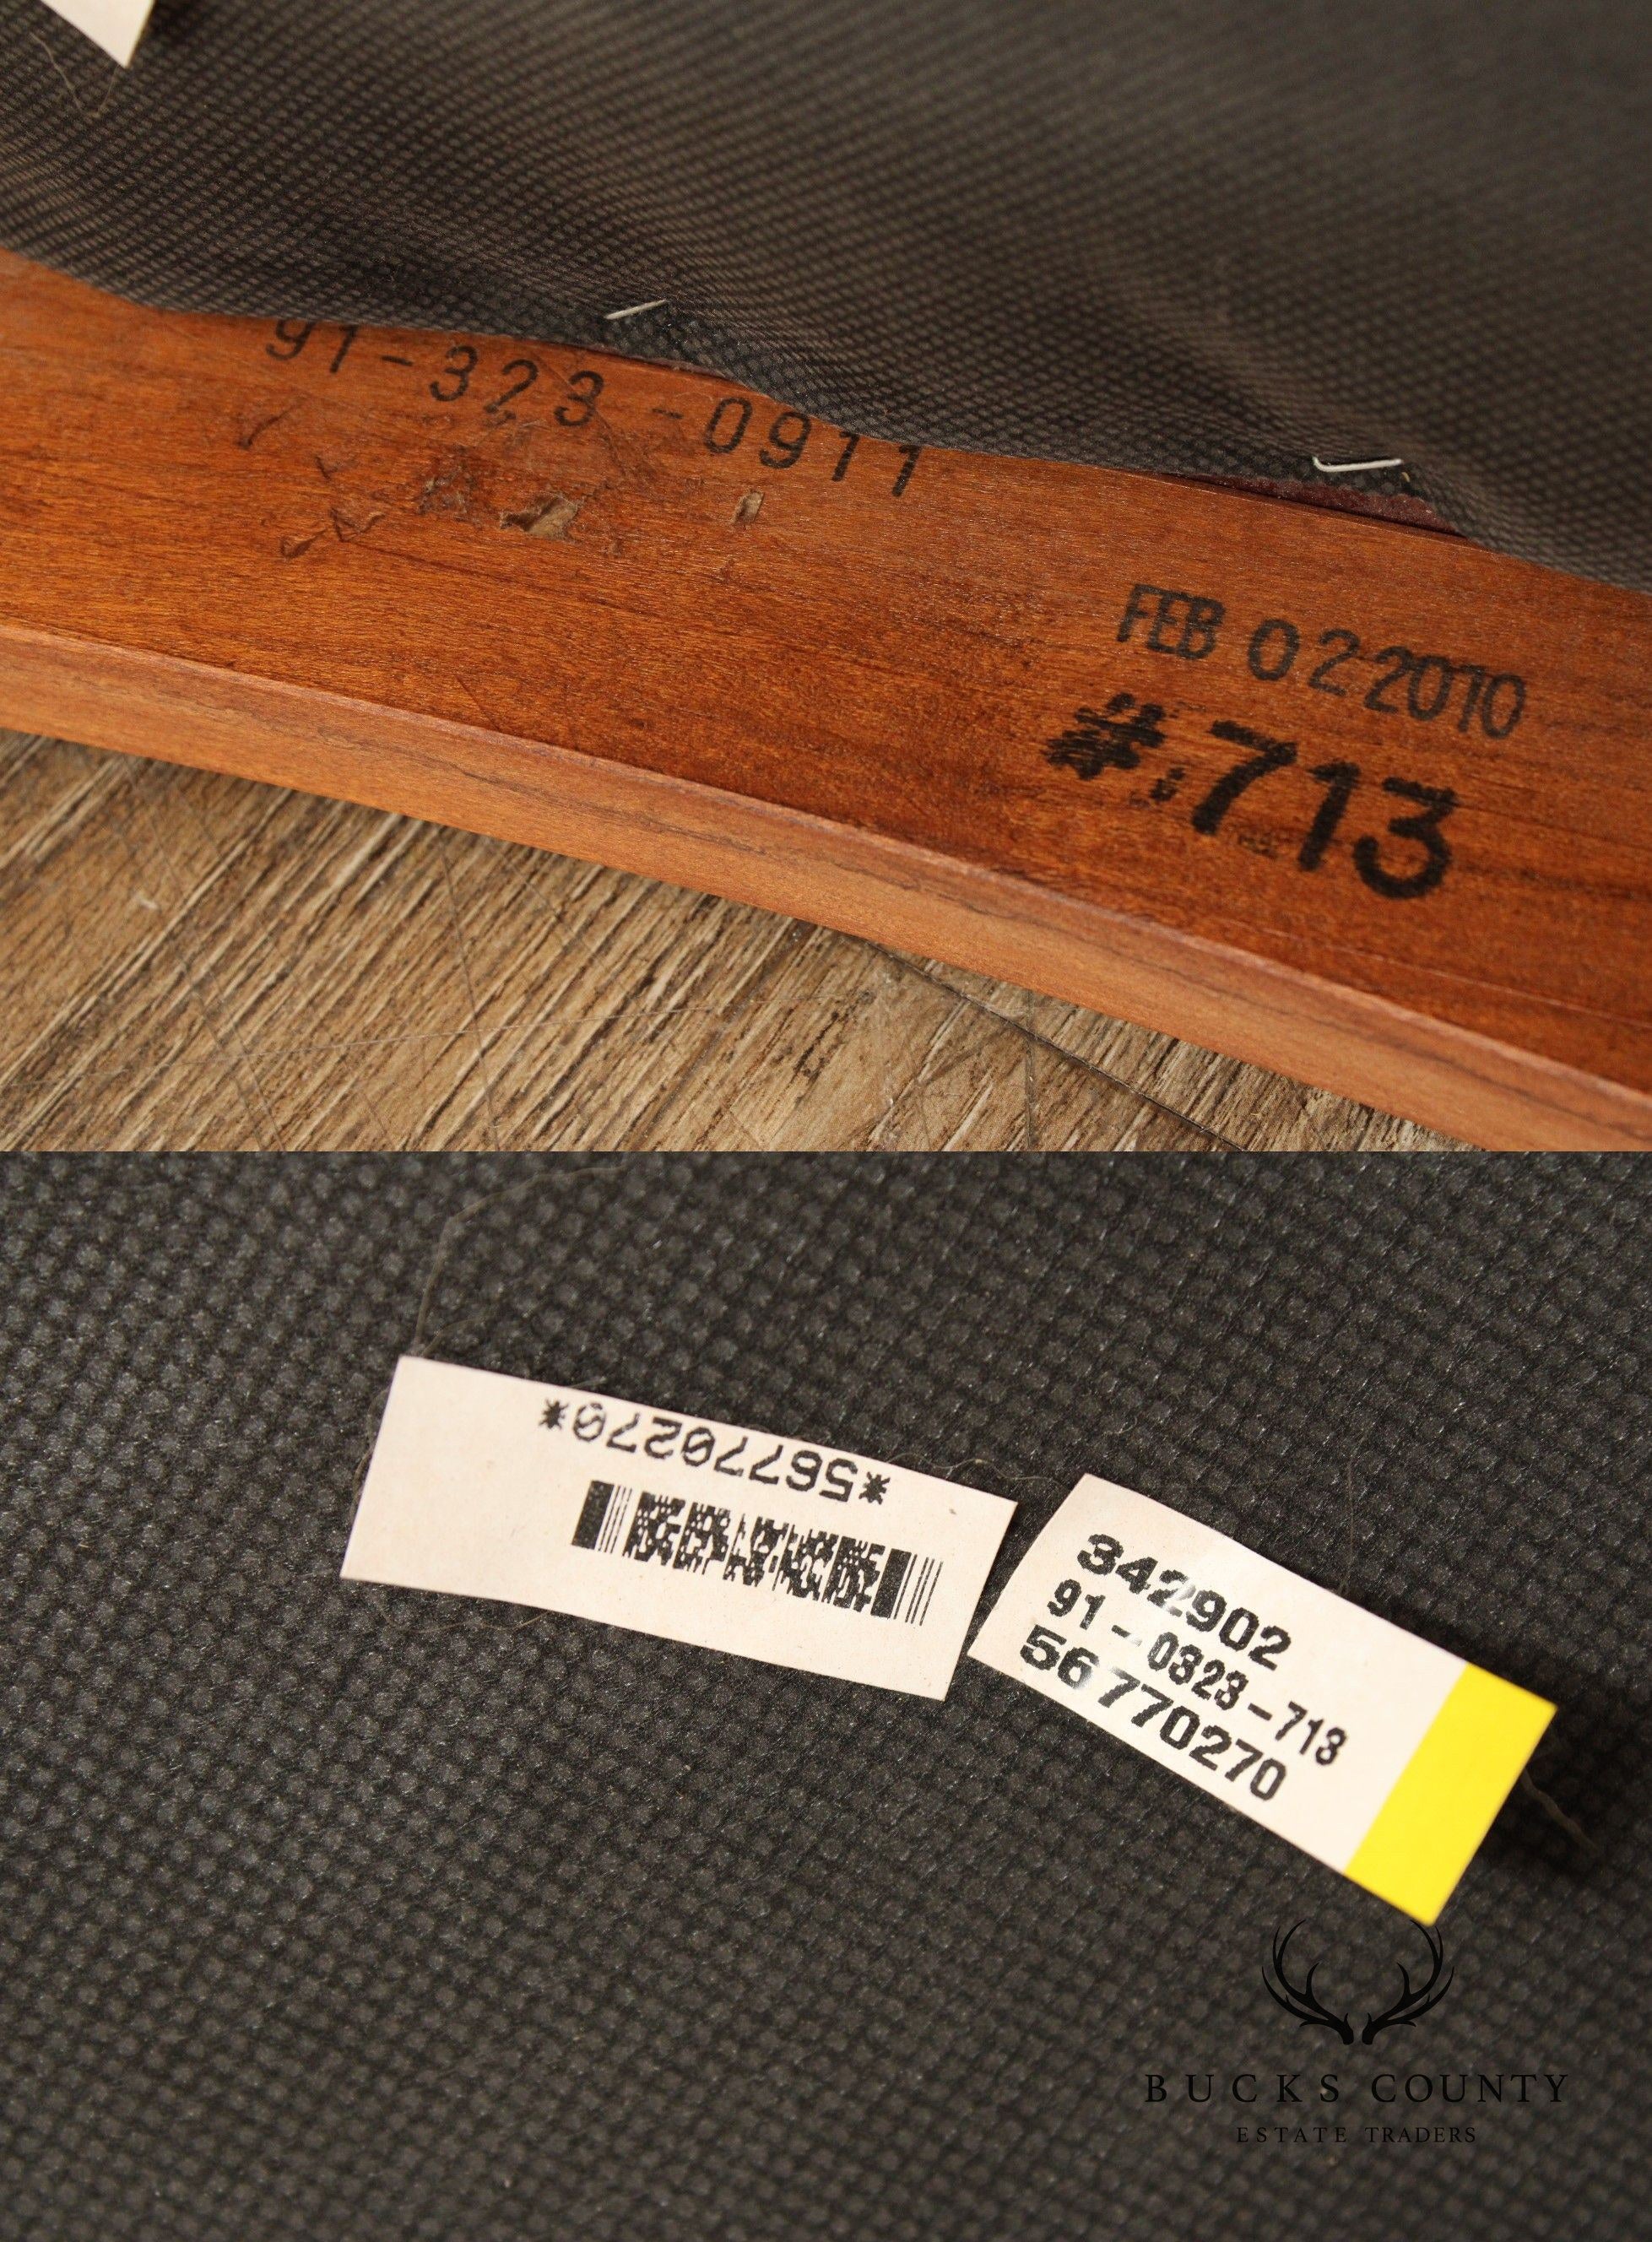 91-323-0911
FEB 02 2010
#:713
*56770270*
342902
91-0323-713
56770270
BUCKS COUNTY
ESTATE TRADERS